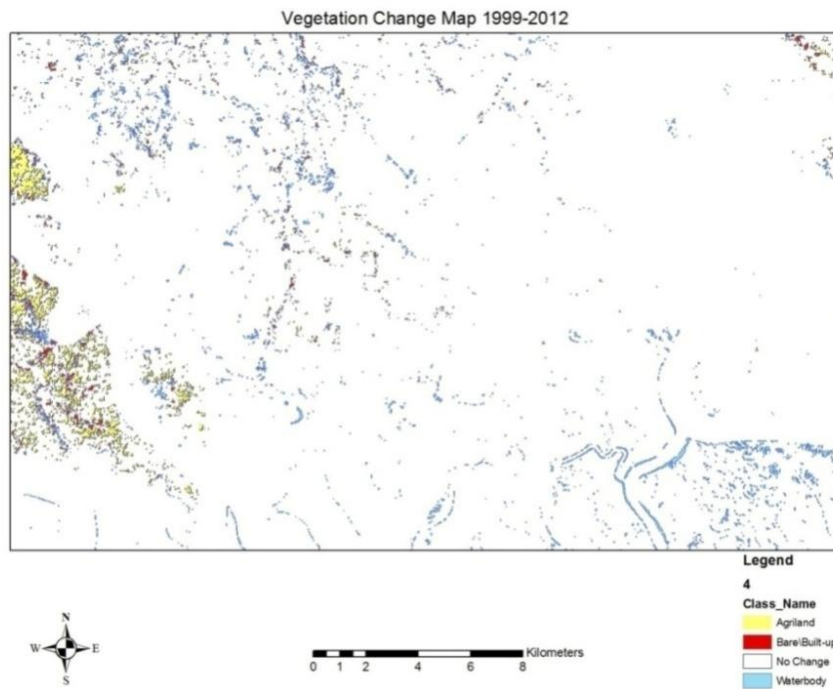 Vegetation Change Map 1999-2012
Legend
4
Class_Name
Agriland
Bare\Built-up
No Change
Waterbody
N
W E
S
Kilometers
0 1 2 4 6 8